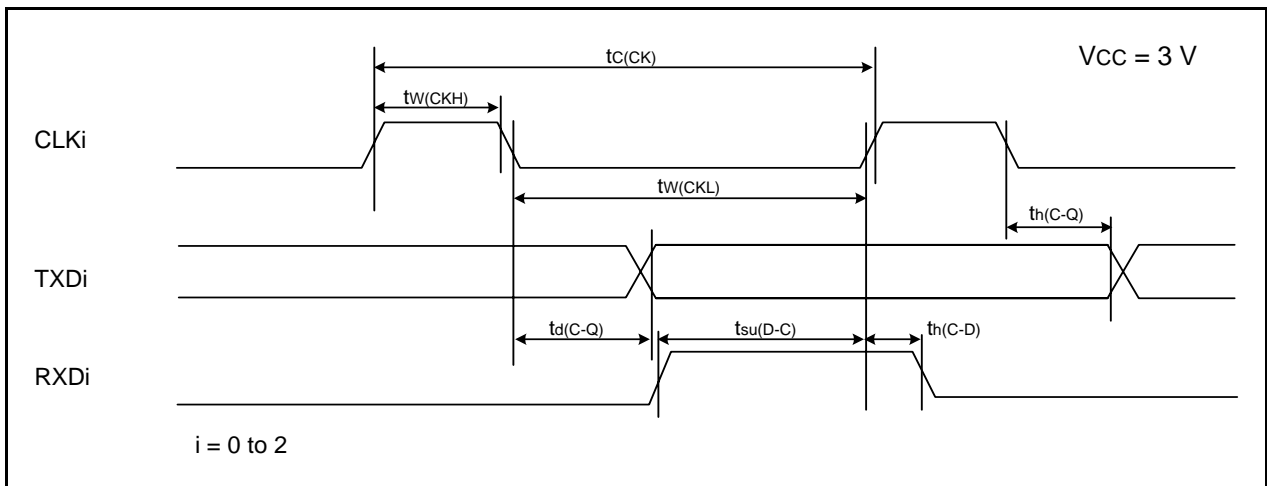 tC(CK)
VCC = 3 V
tW(CKH)
CLKi
tW(CKL)
th(C-Q)
TXDi
td(C-Q)
tsu(D-C)
th(C-D)
RXDi
i = 0 to 2